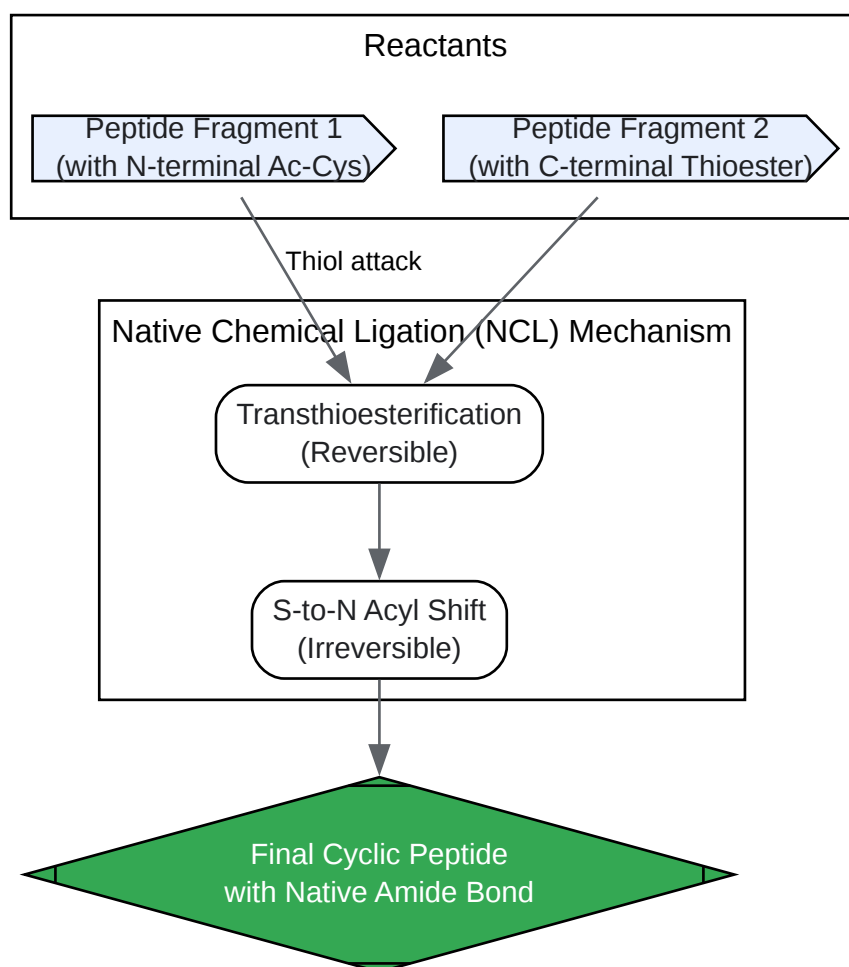 Reactants
Peptide Fragment 1
(with N-terminal Ac-Cys)
Peptide Fragment 2
(with C-terminal Thioester)
Thiol attack
Native Chemical Ligation (NCL) Mechanism
Transthioesterification
(Reversible)
S-to-N Acyl Shift
(Irreversible)
Final Cyclic Peptide
with Native Amide Bond